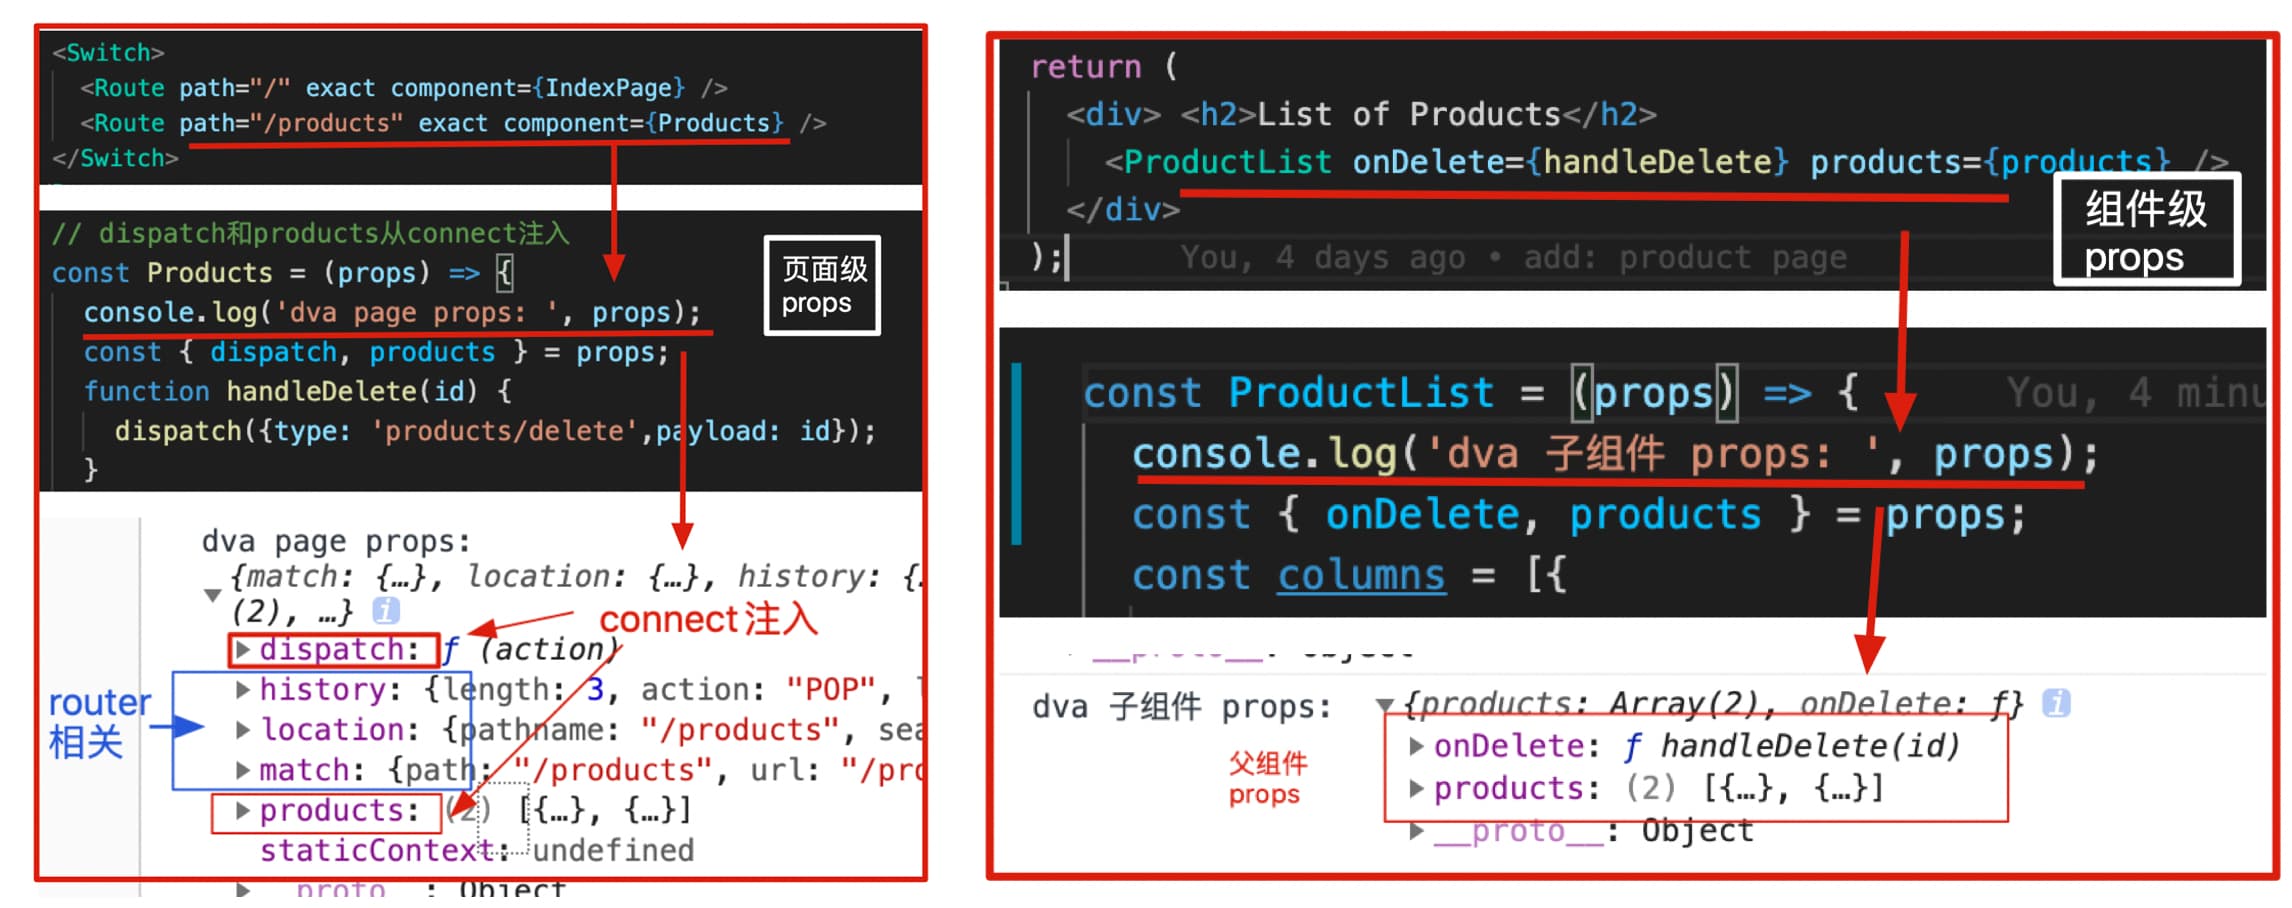 <Switch>
<Route path="/" exact component={IndexPage} />
<Route path="/products" exact component={Products} />
</Switch>
// dispatch和products从connect注入
const Products = (props) => {
console.log('dva page props: ', props);
const { dispatch, products } = props;
function handleDelete(id) {
dispatch({type: 'products/delete',payload: id});
}
页面级
props
dva page props:
{match: {…}, location: {…}, history: {
(2), …} i
connect注入
dispatch: ƒ (action)
history: {length: 3, action: "POP",
location: {pathname: "/products", sea
match: {path: "/products", url: "/pro
products: (2) [{…}, {…}]
staticContext: undefined
__proto__: Object
router
相关
return (
<div> <h2>List of Products</h2>
<ProductList onDelete={handleDelete} products={products} />
</div>
);
You, 4 days ago • add: product page
组件级
props
const ProductList = (props) => { You, 4 minu
console.log('dva 子组件 props: ', props);
const { onDelete, products } = props;
const columns = [{
__proto__: Object
dva 子组件 props: {products: Array(2), onDelete: ƒ} i
onDelete: ƒ handleDelete(id)
products: (2) [{…}, {…}]
__proto__: Object
父组件
props